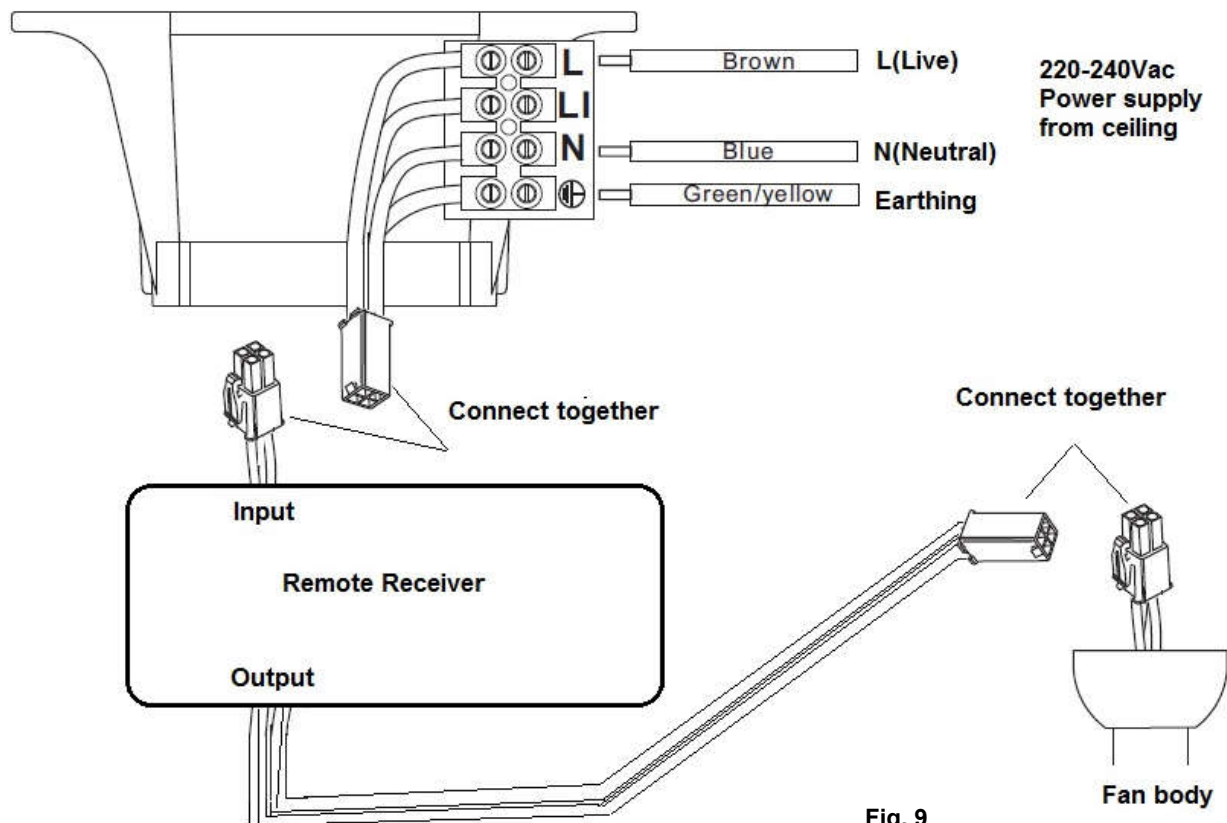 L
Brown
L(Live)
220-240Vac
Power supply
from ceiling
LI
N
Blue
N(Neutral)
Green/yellow
Earthing
Connect together
Connect together
Input
Remote Receiver
Output
Fan body
Fig. 9